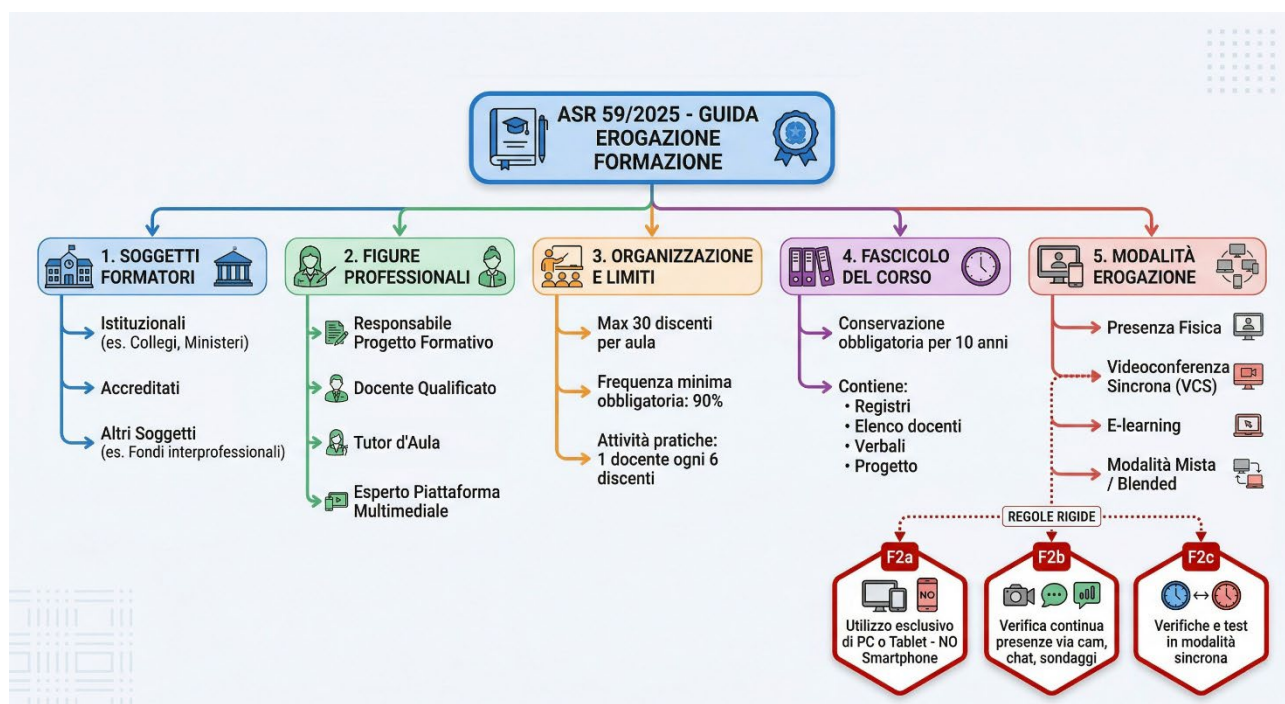 ASR 59/2025 - GUIDA
EROGAZIONE
FORMAZIONE
1. SOGGETTI
FORMATORI
Istituzionali
(es. Collegi, Ministeri)
Accreditati
Altri Soggetti
(es. Fondi interprofessionali)
2. FIGURE
PROFESSIONALI
Responsabile
Progetto Formativo
Docente Qualificato
Tutor d'Aula
Esperto Piattaforma
Multimediale
3. ORGANIZZAZIONE
E LIMITI
Max 30 discenti
per aula
Frequenza minima
obbligatoria: 90%
Attività pratiche:
1 docente ogni 6
discenti
4. FASCICOLO
DEL CORSO
Conservazione
obbligatoria per 10 anni
Contiene:
• Registri
• Elenco docenti
• Verbali
• Progetto
5. MODALITÀ
EROGAZIONE
Presenza Fisica
Videoconferenza
Sincrona (VCS)
E-learning
Modalità Mista
/ Blended
REGOLE RIGIDE
F2a
NO
Utilizzo esclusivo
di PC o Tablet - NO
Smartphone
F2b
Verifica continua
presenze via cam,
chat, sondaggi
F2c
Verifiche e test
in modalità
sincrona